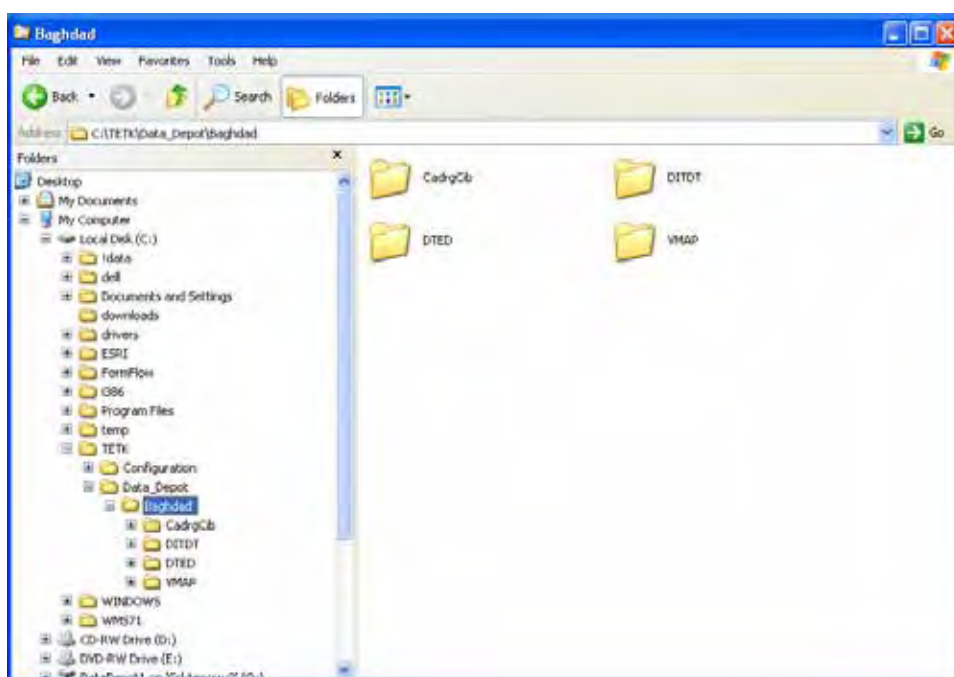 Baghdad
File Edit View Favorites Tools Help
Back Search Folders
Address C:\TETK\Data_Depot\Baghdad Go
Folders x
Desktop
My Documents
My Computer
Local Disk (C:)
!data
dell
Documents and Settings
downloads
drivers
ESRI
FormFlow
i386
Program Files
temp
TETK
Configuration
Data_Depot
Baghdad
CadrgCib
DITDT
DTED
VMAP
WINDOWS
WMS71
CD-RW Drive (D:)
DVD-RW Drive (E:)
CadrgCib DITDT
DTED VMAP